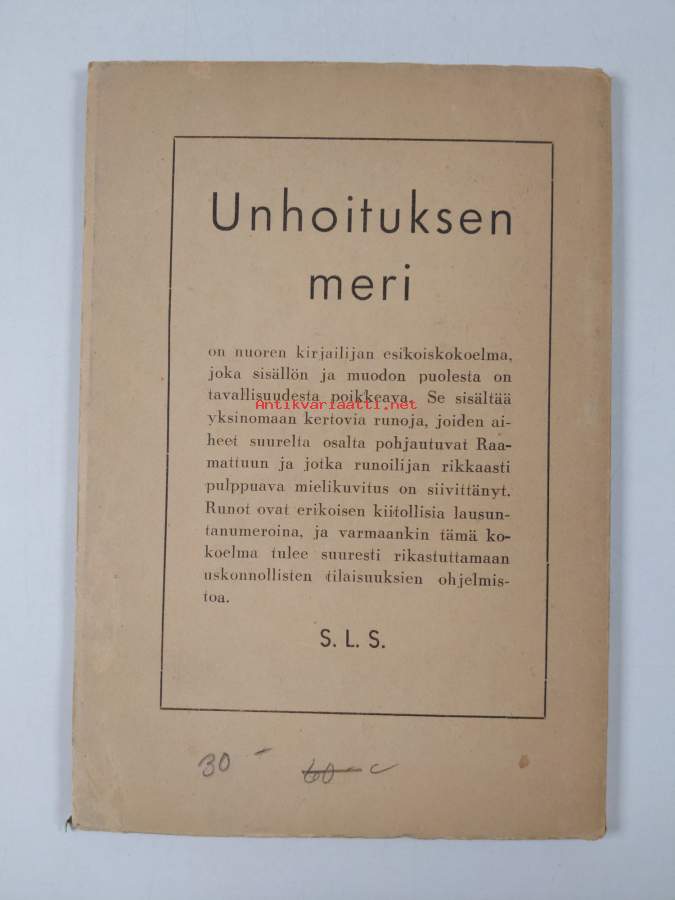 Unhoituksen
meri
on nuoren kirjailijan esikoiskokoelma,
joka sisällön ja muodon puolesta on
tavallisuudesta poikkeava. Se sisältää
Antikvariaatti.net
yksinomaan kertovia runoja, joiden ai-
heet suurelta osalta pohjautuvat Raa-
mattuun ja jotka runoilijan rikkaasti
pulppuava mielikuvitus on siivittänyt.
Runot ovat erikoisen kiitollisia lausun-
tanumeroina, ja varmaankin tämä ko-
koelma tulee suuresti rikastuttamaan
uskonnollisten tilaisuuksien ohjelmis-
toa.
S. L. S.
30 - 60 -